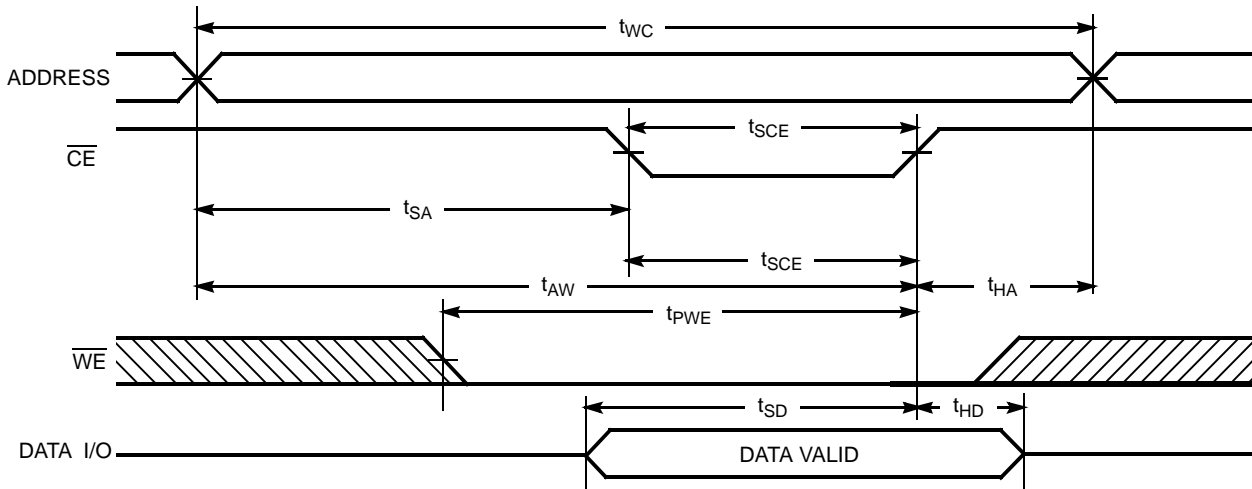 tWC
ADDRESS
tSCE
CE
tSA
tSCE
tAW
tHA
tPWE
WE
tSD
tHD
DATA I/O
DATA VALID